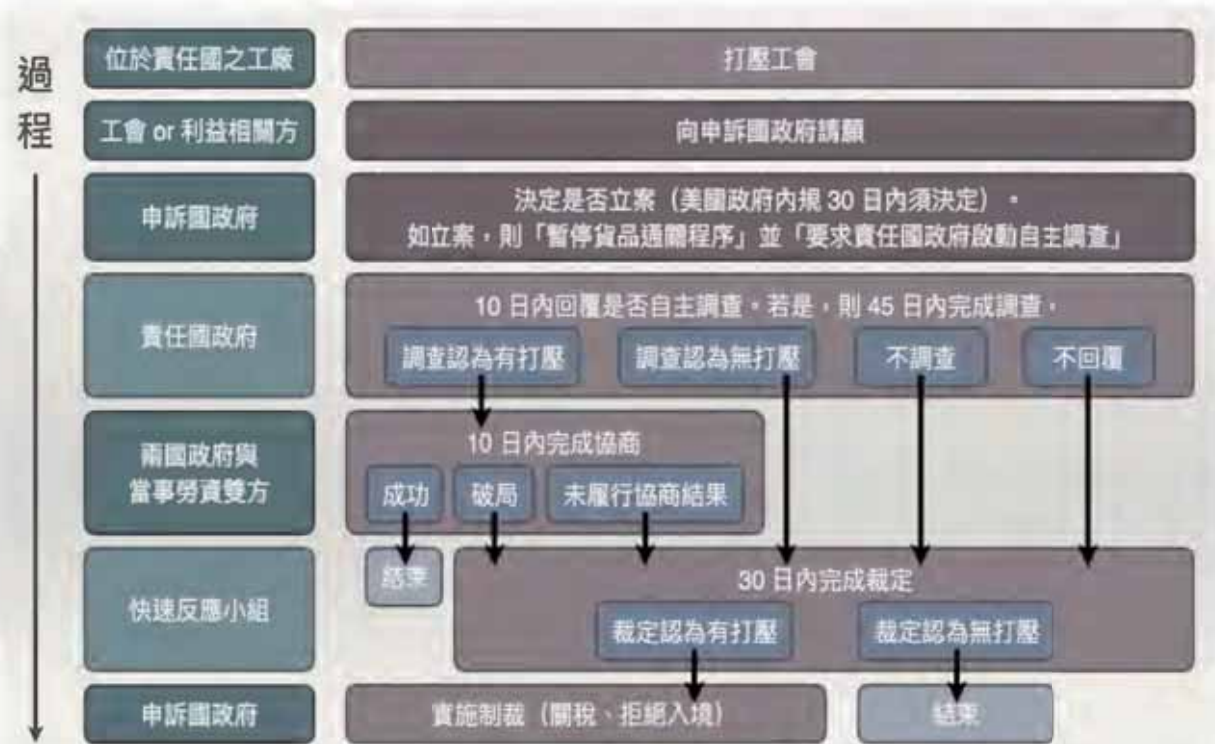 過程
位於責任國之工廠
打壓工會
工會 or 利益相關方
向申訴國政府請願
申訴國政府
決定是否立案（美國政府內規 30 日內須決定）。
如立案，則「暫停貨品通關程序」並「要求責任國政府啟動自主調查」
責任國政府
10 日內回覆是否自主調查。若是，則 45 日內完成調查，
調查認為有打壓
調查認為無打壓
不調查
不回覆
兩國政府與
當事勞資雙方
10 日內完成協商
成功
破局
未履行協商結果
快速反應小組
結束
30 日內完成裁定
裁定認為有打壓
裁定認為無打壓
申訴國政府
實施制裁（關稅、拒絕入境）
結束